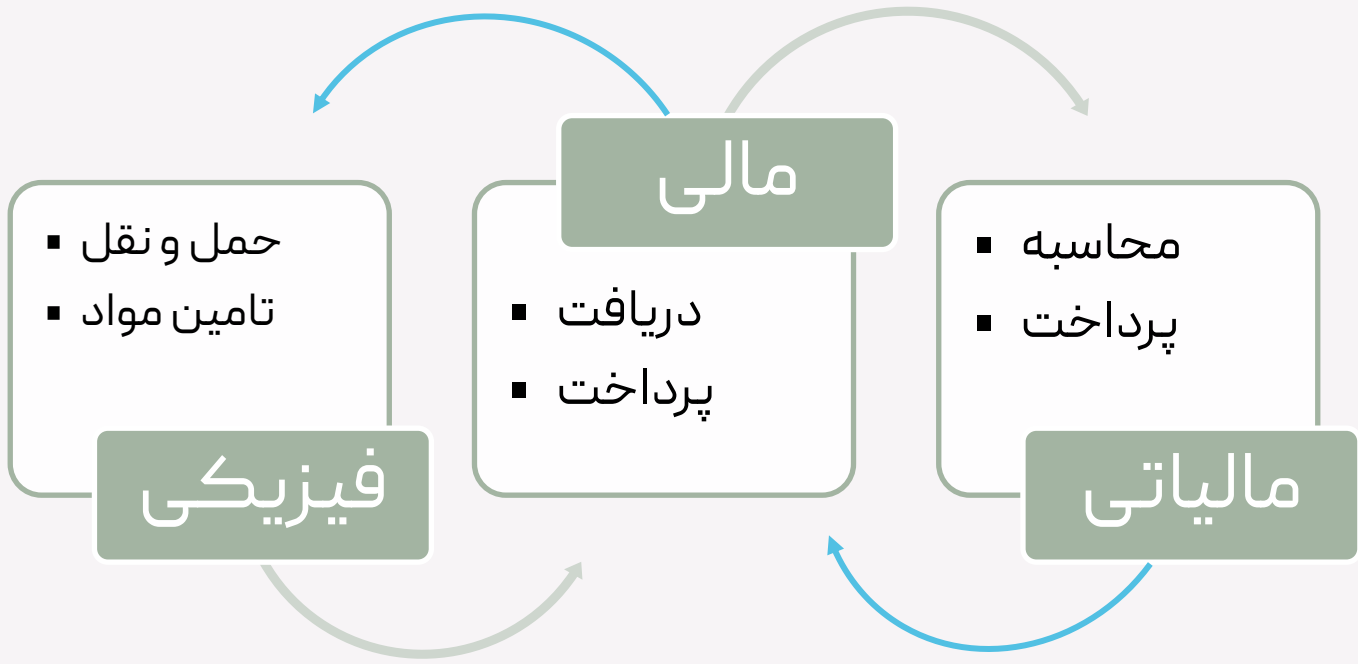 مالی
محاسبه
پرداخت
مالیاتی
دریافت
پرداخت
حمل و نقل
تامین مواد
فیزیکی